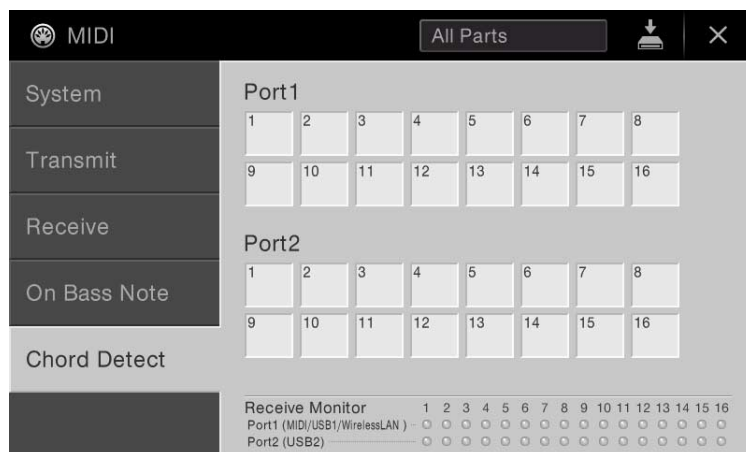 MIDI
All Parts
System
Transmit
Receive
On Bass Note
Chord Detect
Port1
1 2 3 4 5 6 7 8
9 10 11 12 13 14 15 16
Port2
1 2 3 4 5 6 7 8
9 10 11 12 13 14 15 16
Receive Monitor 1 2 3 4 5 6 7 8 9 10 11 12 13 14 15 16
Port1 (MIDI/USB1/WirelessLAN )
Port2 (USB2)